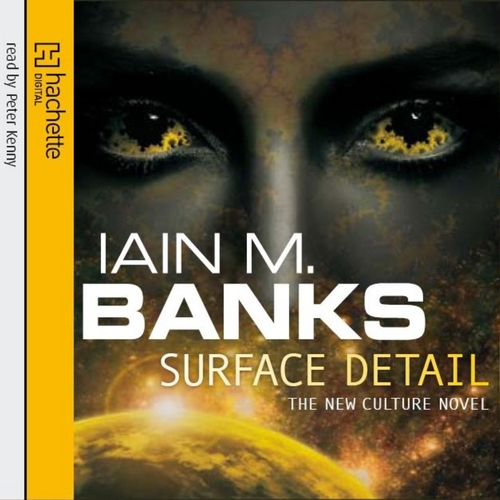 read by Peter Kenny
hachette
DIGITAL
IAIN M.
BANKS
SURFACE DETAIL
THE NEW CULTURE NOVEL